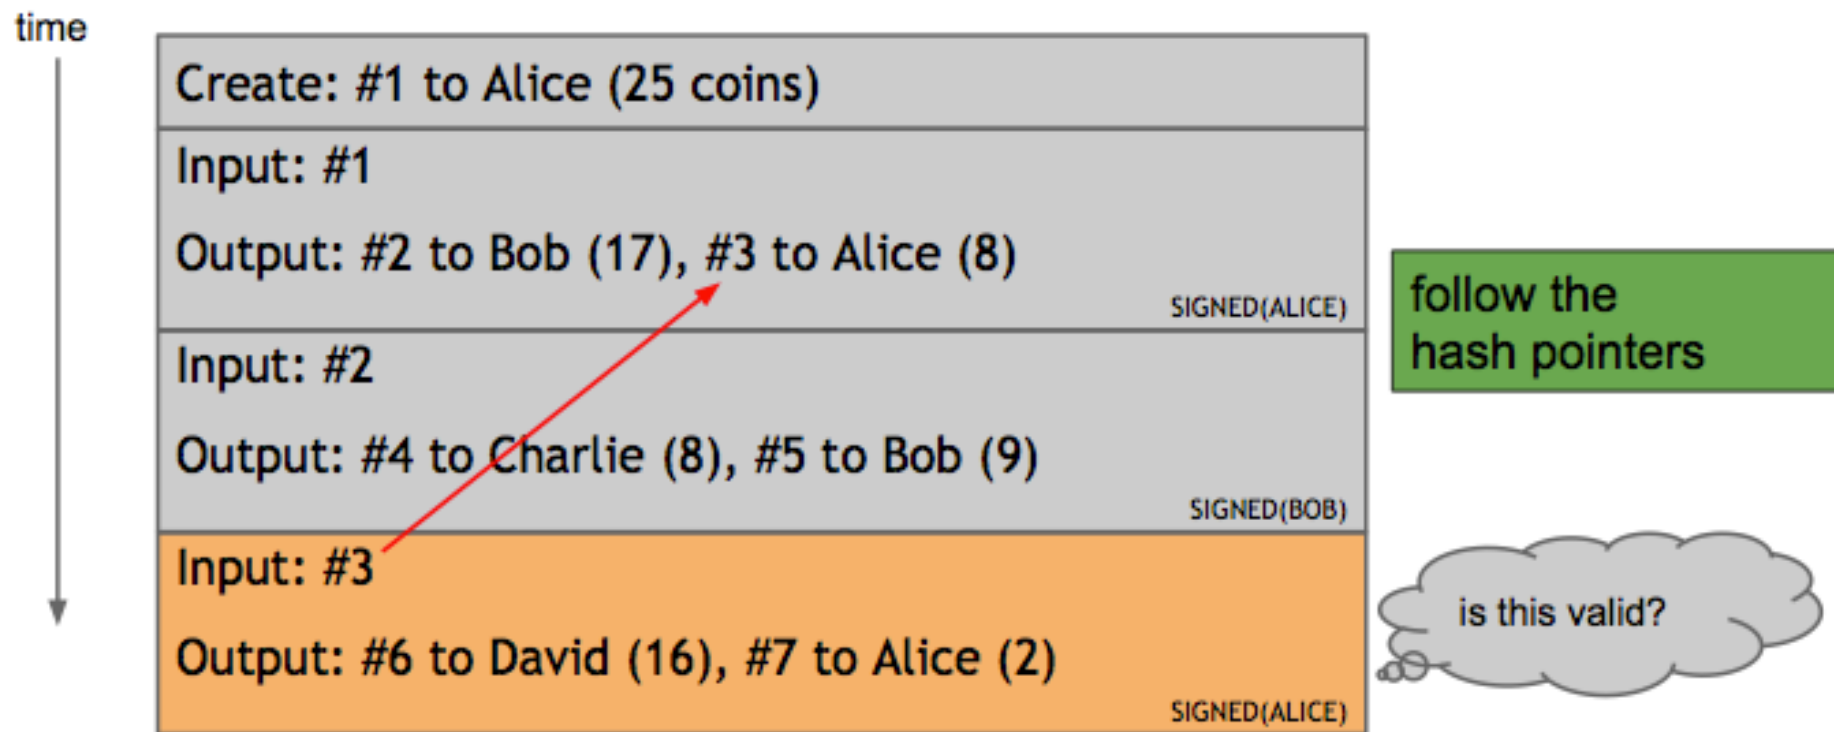 time
Create: #1 to Alice (25 coins)
Input: #1
Output: #2 to Bob (17), #3 to Alice (8)
SIGNED(ALICE)
follow the
hash pointers
Input: #2
Output: #4 to Charlie (8), #5 to Bob (9)
SIGNED(BOB)
Input: #3
is this valid?
Output: #6 to David (16), #7 to Alice (2)
SIGNED(ALICE)